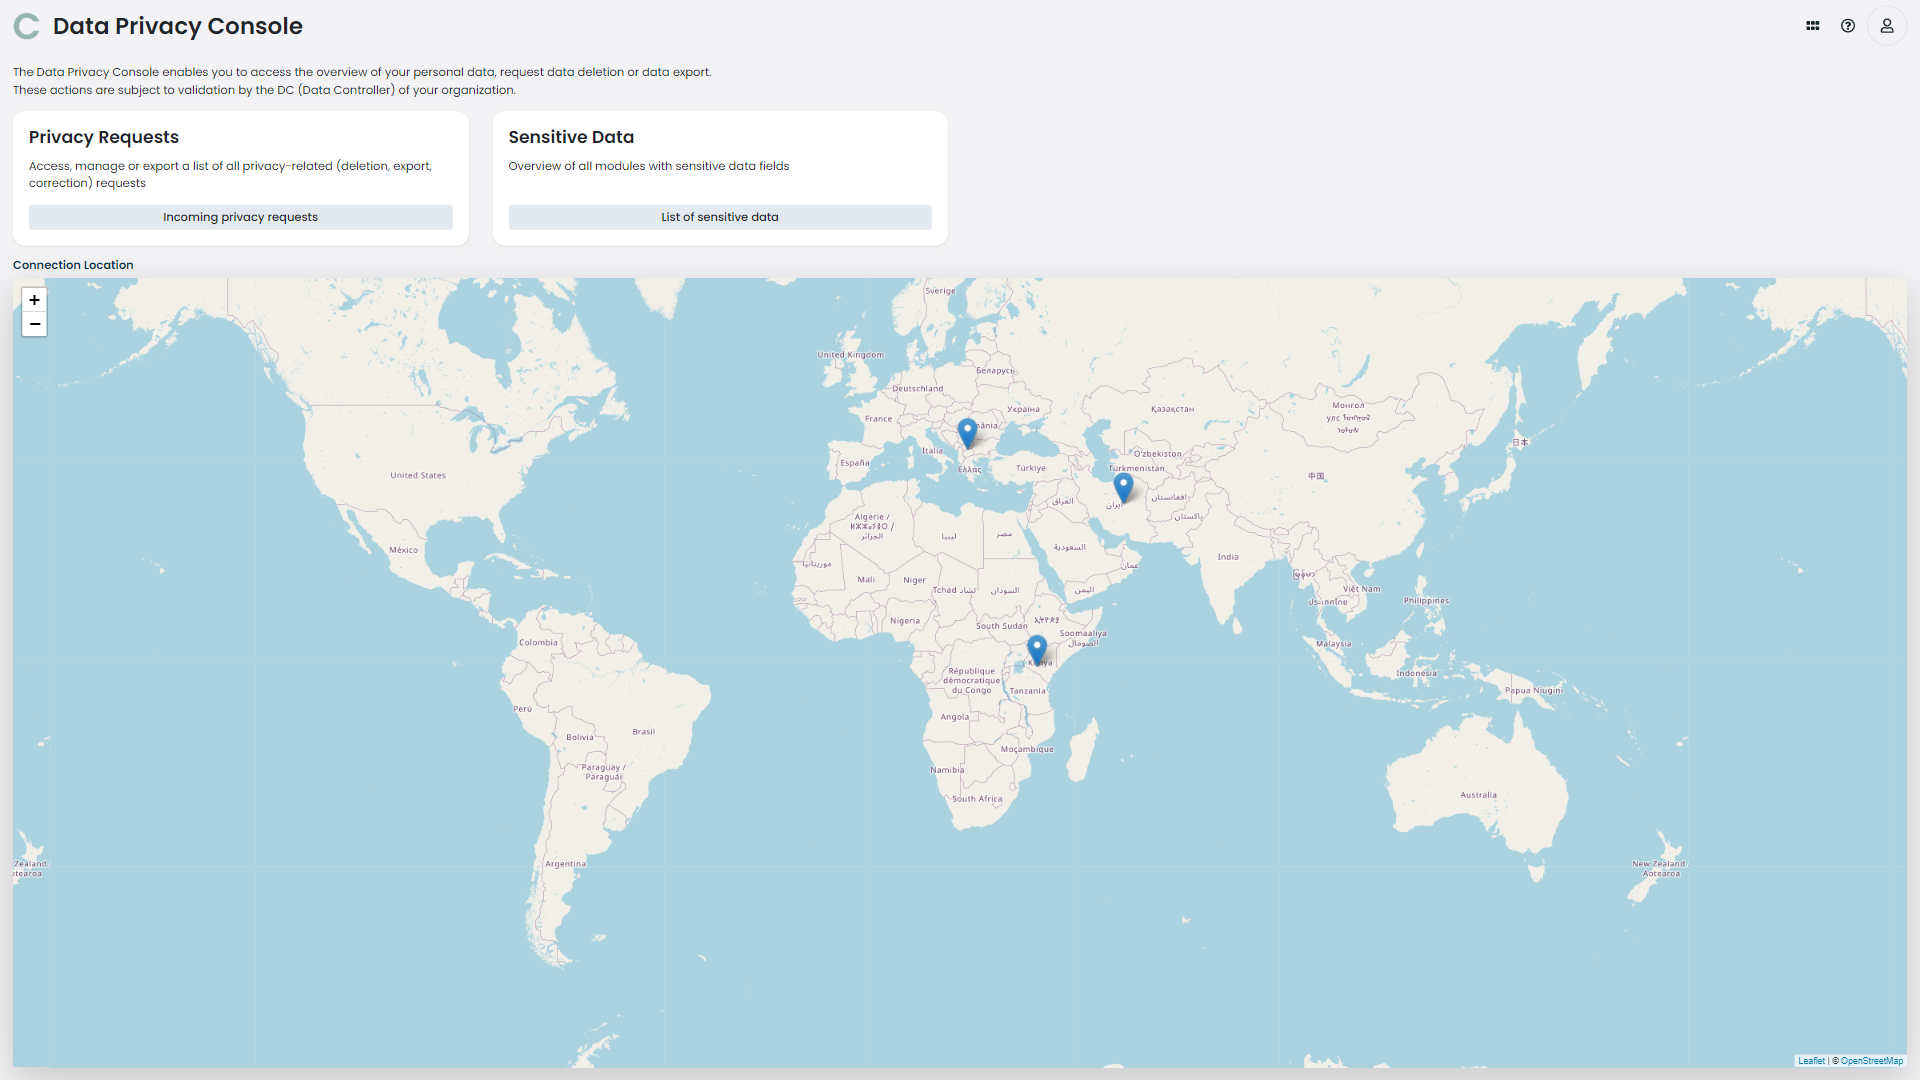 Data Privacy Console
The Data Privacy Console enables you to access the overview of your personal data, request data deletion or data export.
These actions are subject to validation by the DC (Data Controller) of your organization.
Privacy Requests
Access, manage or export a list of all privacy-related (deletion, export,
correction) requests
Incoming privacy requests
Sensitive Data
Overview of all modules with sensitive data fields
List of sensitive data
Connection Location
+
−
Sverige
United Kingdom
Беларусь
Deutschland
Україна
France
Italia
España
Ελλάς
Türkiye
Қазақстан
Монгол
улс
O'zbekiston
Türkmenistan
中国
日本
United States
México
العراق
ایران
افغانستان
پاکستان
Algérie /
ⵍⵣⵣⴰⵢⴻⵔ /
الجزائر
ليبيا
مصر
السعودية
عمان
اليمن
India
موريتانيا
Mali
Niger
Tchad تشاد
السودان
Việt Nam
ประเทศไทย
Philippines
Nigeria
South Sudan
ኢትዮጵያ
Soomaaliya
الصومال
Colombia
Kenya
Malaysia
Indonesia
Papua Niugini
République
démocratique
du Congo
Tanzania
Perú
Angola
Brasil
Bolivia
Moçambique
Paraguay /
Paraguái
Namibia
South Africa
Australia
Argentina
Zealand
New Zealand
Aotearoa
Leaflet | © OpenStreetMap